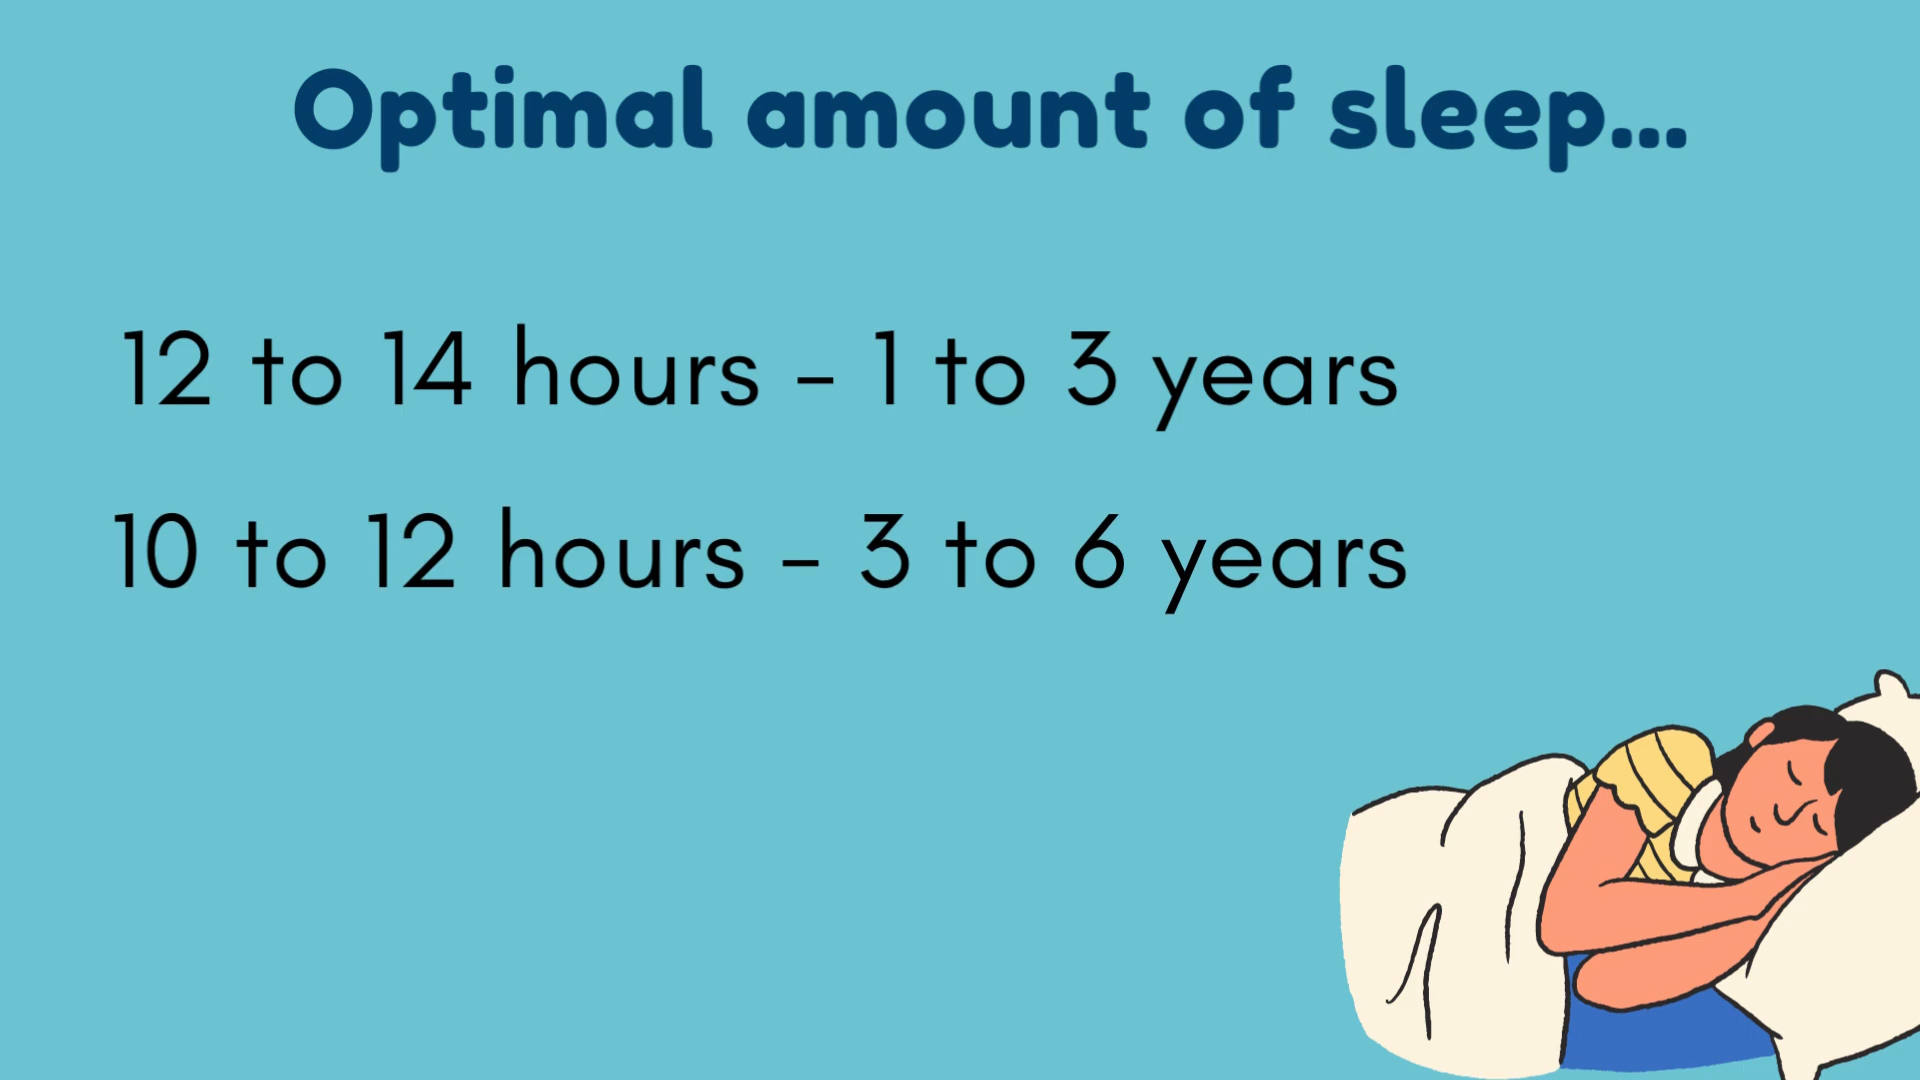 Optimal amount of sleep...
12 to 14 hours – 1 to 3 years
10 to 12 hours – 3 to 6 years